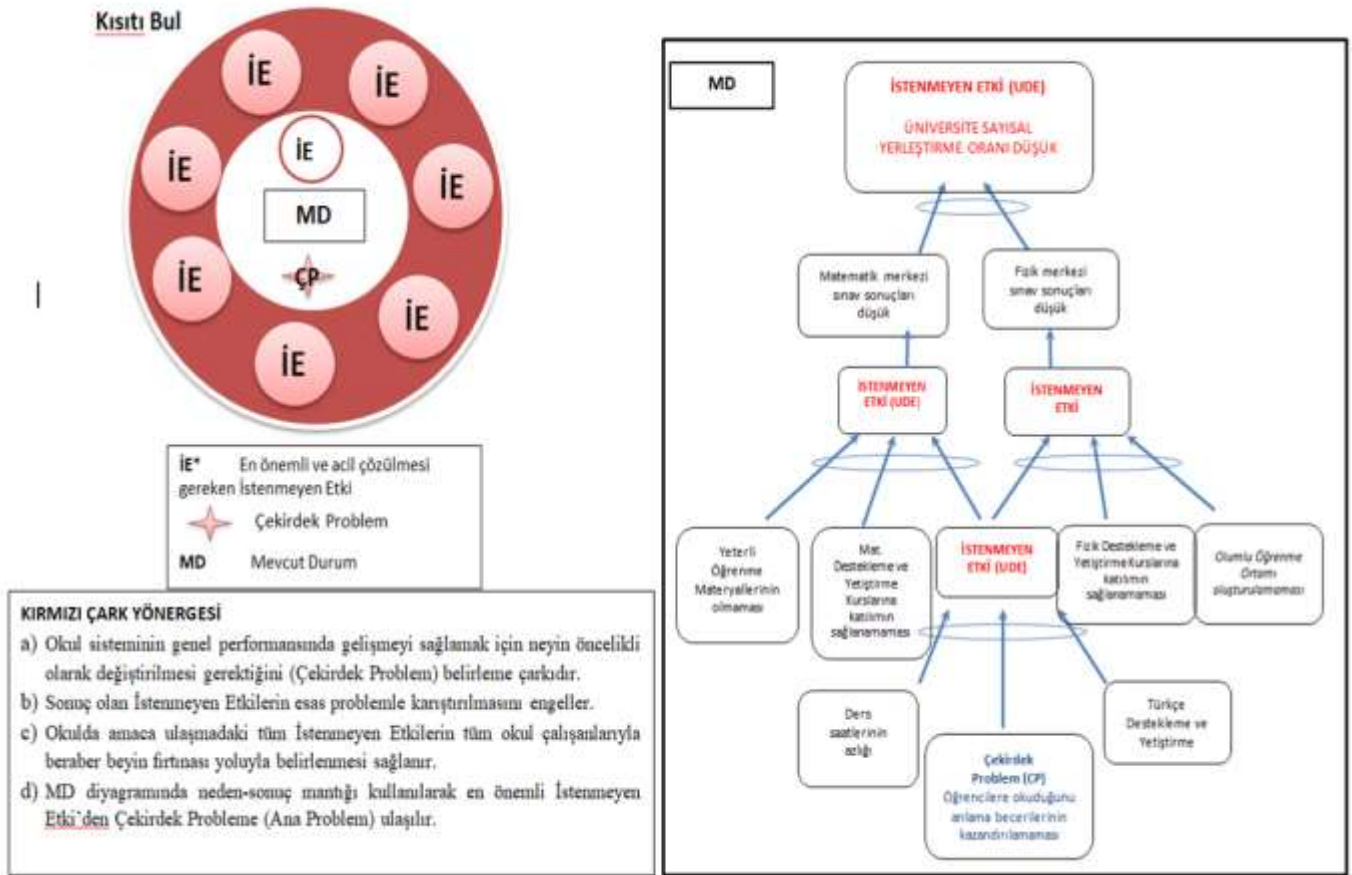 Kısıtı Bul
İE
İE
İE
İE
İE
İE
İE
İE
MD
ÇP
İE* En önemli ve acil çözülmesi
gereken İstenmeyen Etki
Çekirdek Problem
MD Mevcut Durum
KIRMIZI ÇARK YÖNERGESİ
a) Okul sisteminin genel performansında gelişmeyi sağlamak için neyin öncelikli
olarak değiştirilmesi gerektiğini (Çekirdek Problem) belirleme çarkıdır.
b) Sonuç olan İstenmeyen Etkilerin esas problemle karıştırılmasını engeller.
c) Okulda amaca ulaşmadaki tüm İstenmeyen Etkilerin tüm okul çalışanlarıyla
beraber beyin fırtınası yoluyla belirlenmesi sağlanır.
d) MD diyagramında neden-sonuç mantığı kullanılarak en önemli İstenmeyen
Etki`den Çekirdek Probleme (Ana Problem) ulaşılır.
MD
İSTENMEYEN ETKİ (UDE)
ÜNİVERSİTE SAYISAL
YERLEŞTİRME ORANI DÜŞÜK
Matematik merkezi
sınav sonuçları
düşük
Fizik merkezi
sınav sonuçları
düşük
İSTENMEYEN
ETKİ (UDE)
İSTENMEYEN
ETKİ
Yeterli
Öğrenme
Materyallerinin
olmaması
Mat.
Destekleme ve
Yetiştirme
Kurslarına
katılımın
sağlanamaması
İSTENMEYEN
ETKİ (UDE)
Fizik Destekleme ve
Yetiştirme Kurslarına
katılımın
sağlanamaması
Olumlu Öğrenme
Ortamı
oluşturulamaması
Ders
saatlerinin
azlığı
Çekirdek
Problem (CP)
Öğrencilere okuduğunu
anlama becerilerinin
kazandırılamaması
Türkçe
Destekleme ve
Yetiştirme